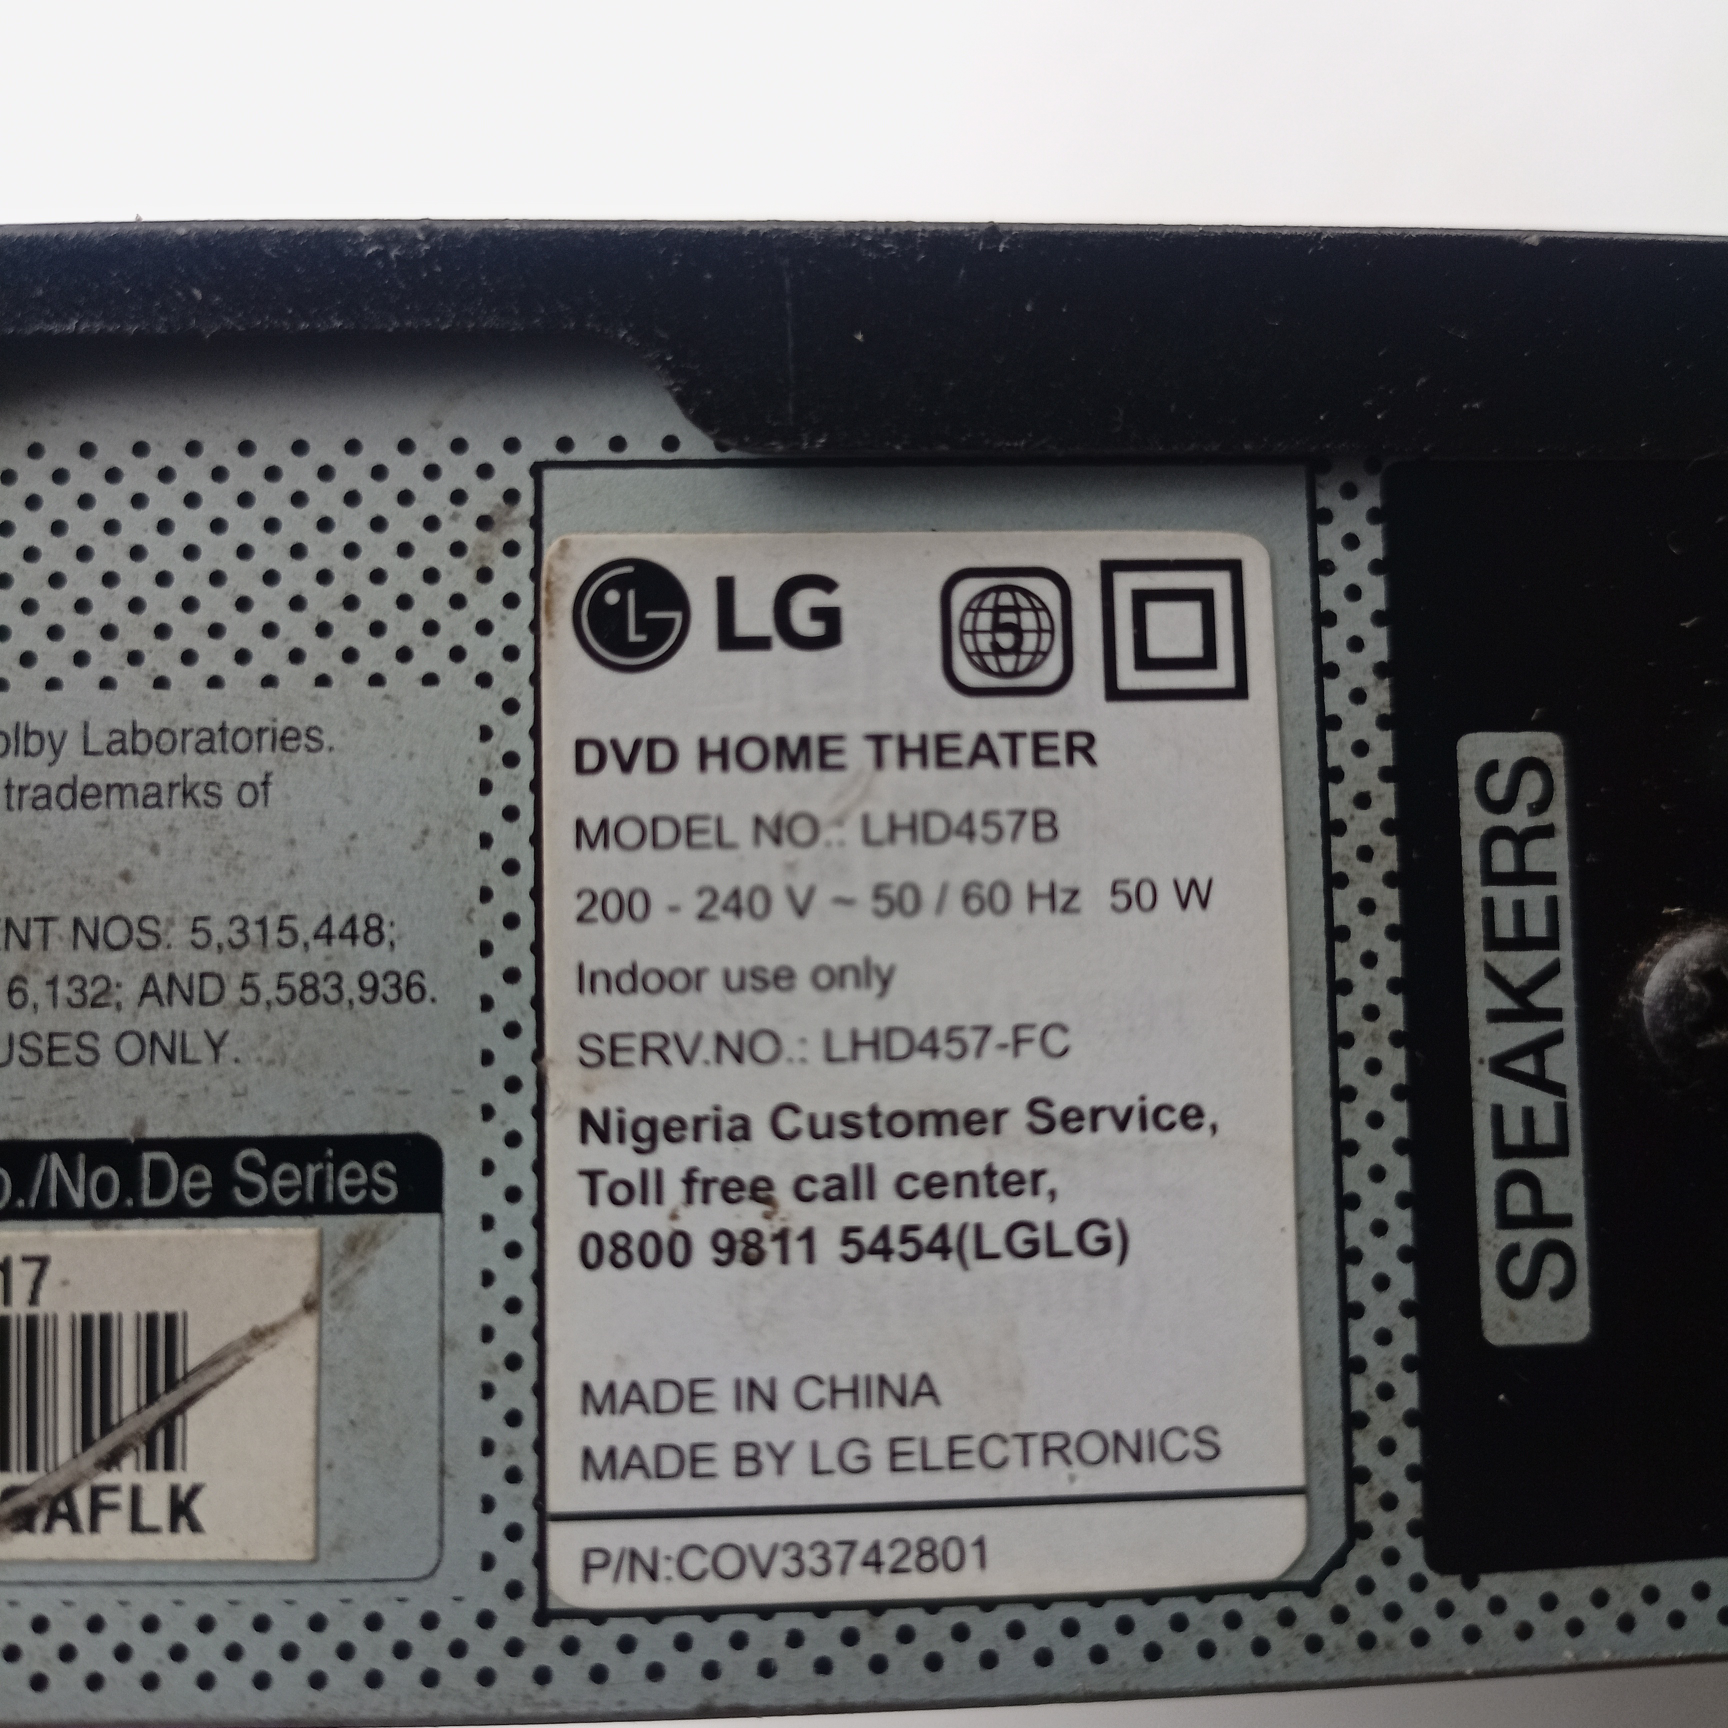 Laboratories.
trademarks of
NOS. 5,315,448;
6,132; AND 5,583,936.
USES ONLY.
No.De Series
17
AFLK
LG
5
DVD HOME THEATER
MODEL NO.: LHD457B
200 - 240 V ~ 50 / 60 Hz 50 W
Indoor use only
SERV.NO.: LHD457-FC
Nigeria Customer Service,
Toll free call center,
0800 9811 5454(LGLG)
MADE IN CHINA
MADE BY LG ELECTRONICS
P/N:COV33742801
SPEAKERS